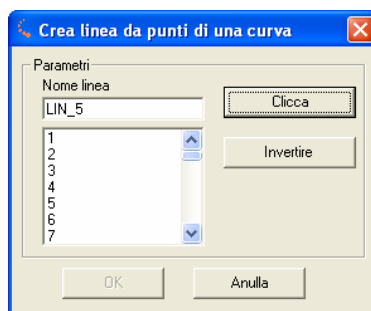 Crea linea da punti di una curva
Parametri
Nome linea
LIN_5
Clicca
1
2
3
4
5
6
7
Invertire
OK
Anulla